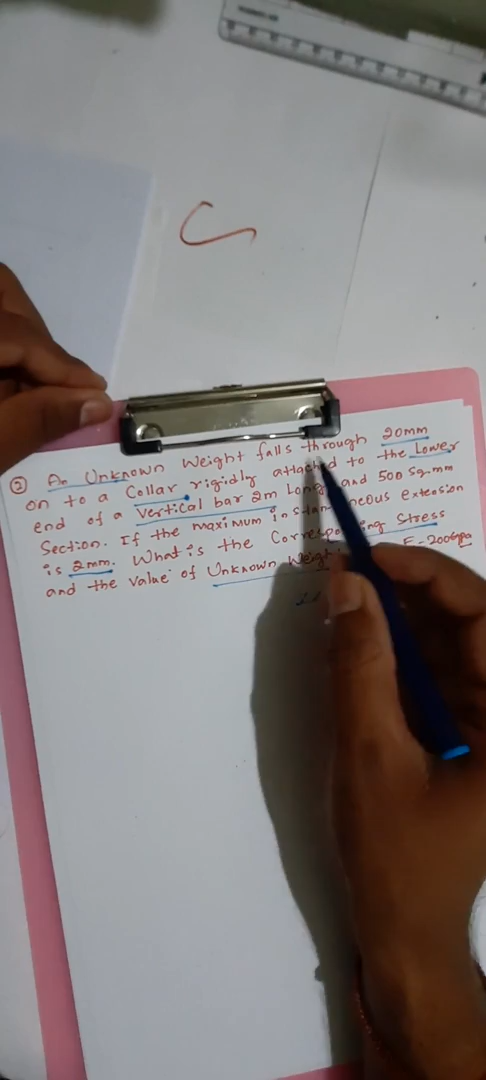 ② An Unknown Weight falls through 20mm
on to a Collar rigidly attached to the Lower
end of a Vertical bar 2m Long and 500 Sq.mm
Section. If the maximum instantaneous extension
is 2mm. What is the Corresponding Stress
and the value of Unknown Weight E=200Gpa